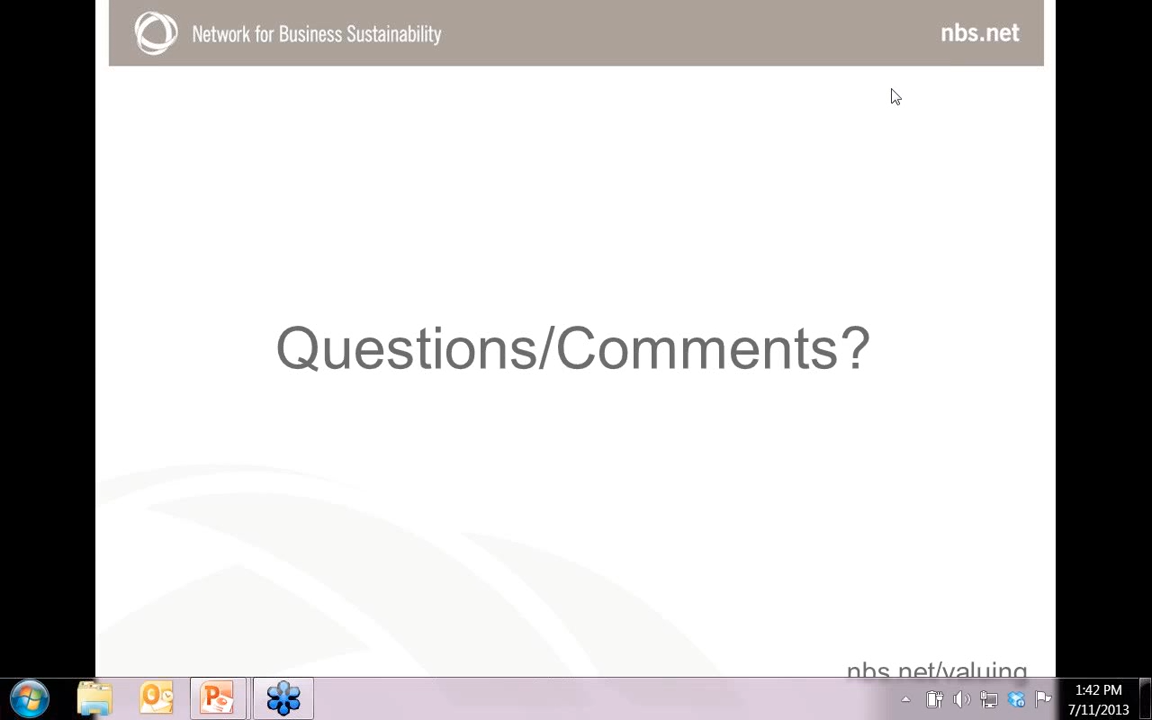 Network for Business Sustainability
nbs.net
Questions/Comments?
nbs.net/valuing
1:42 PM
7/11/2013